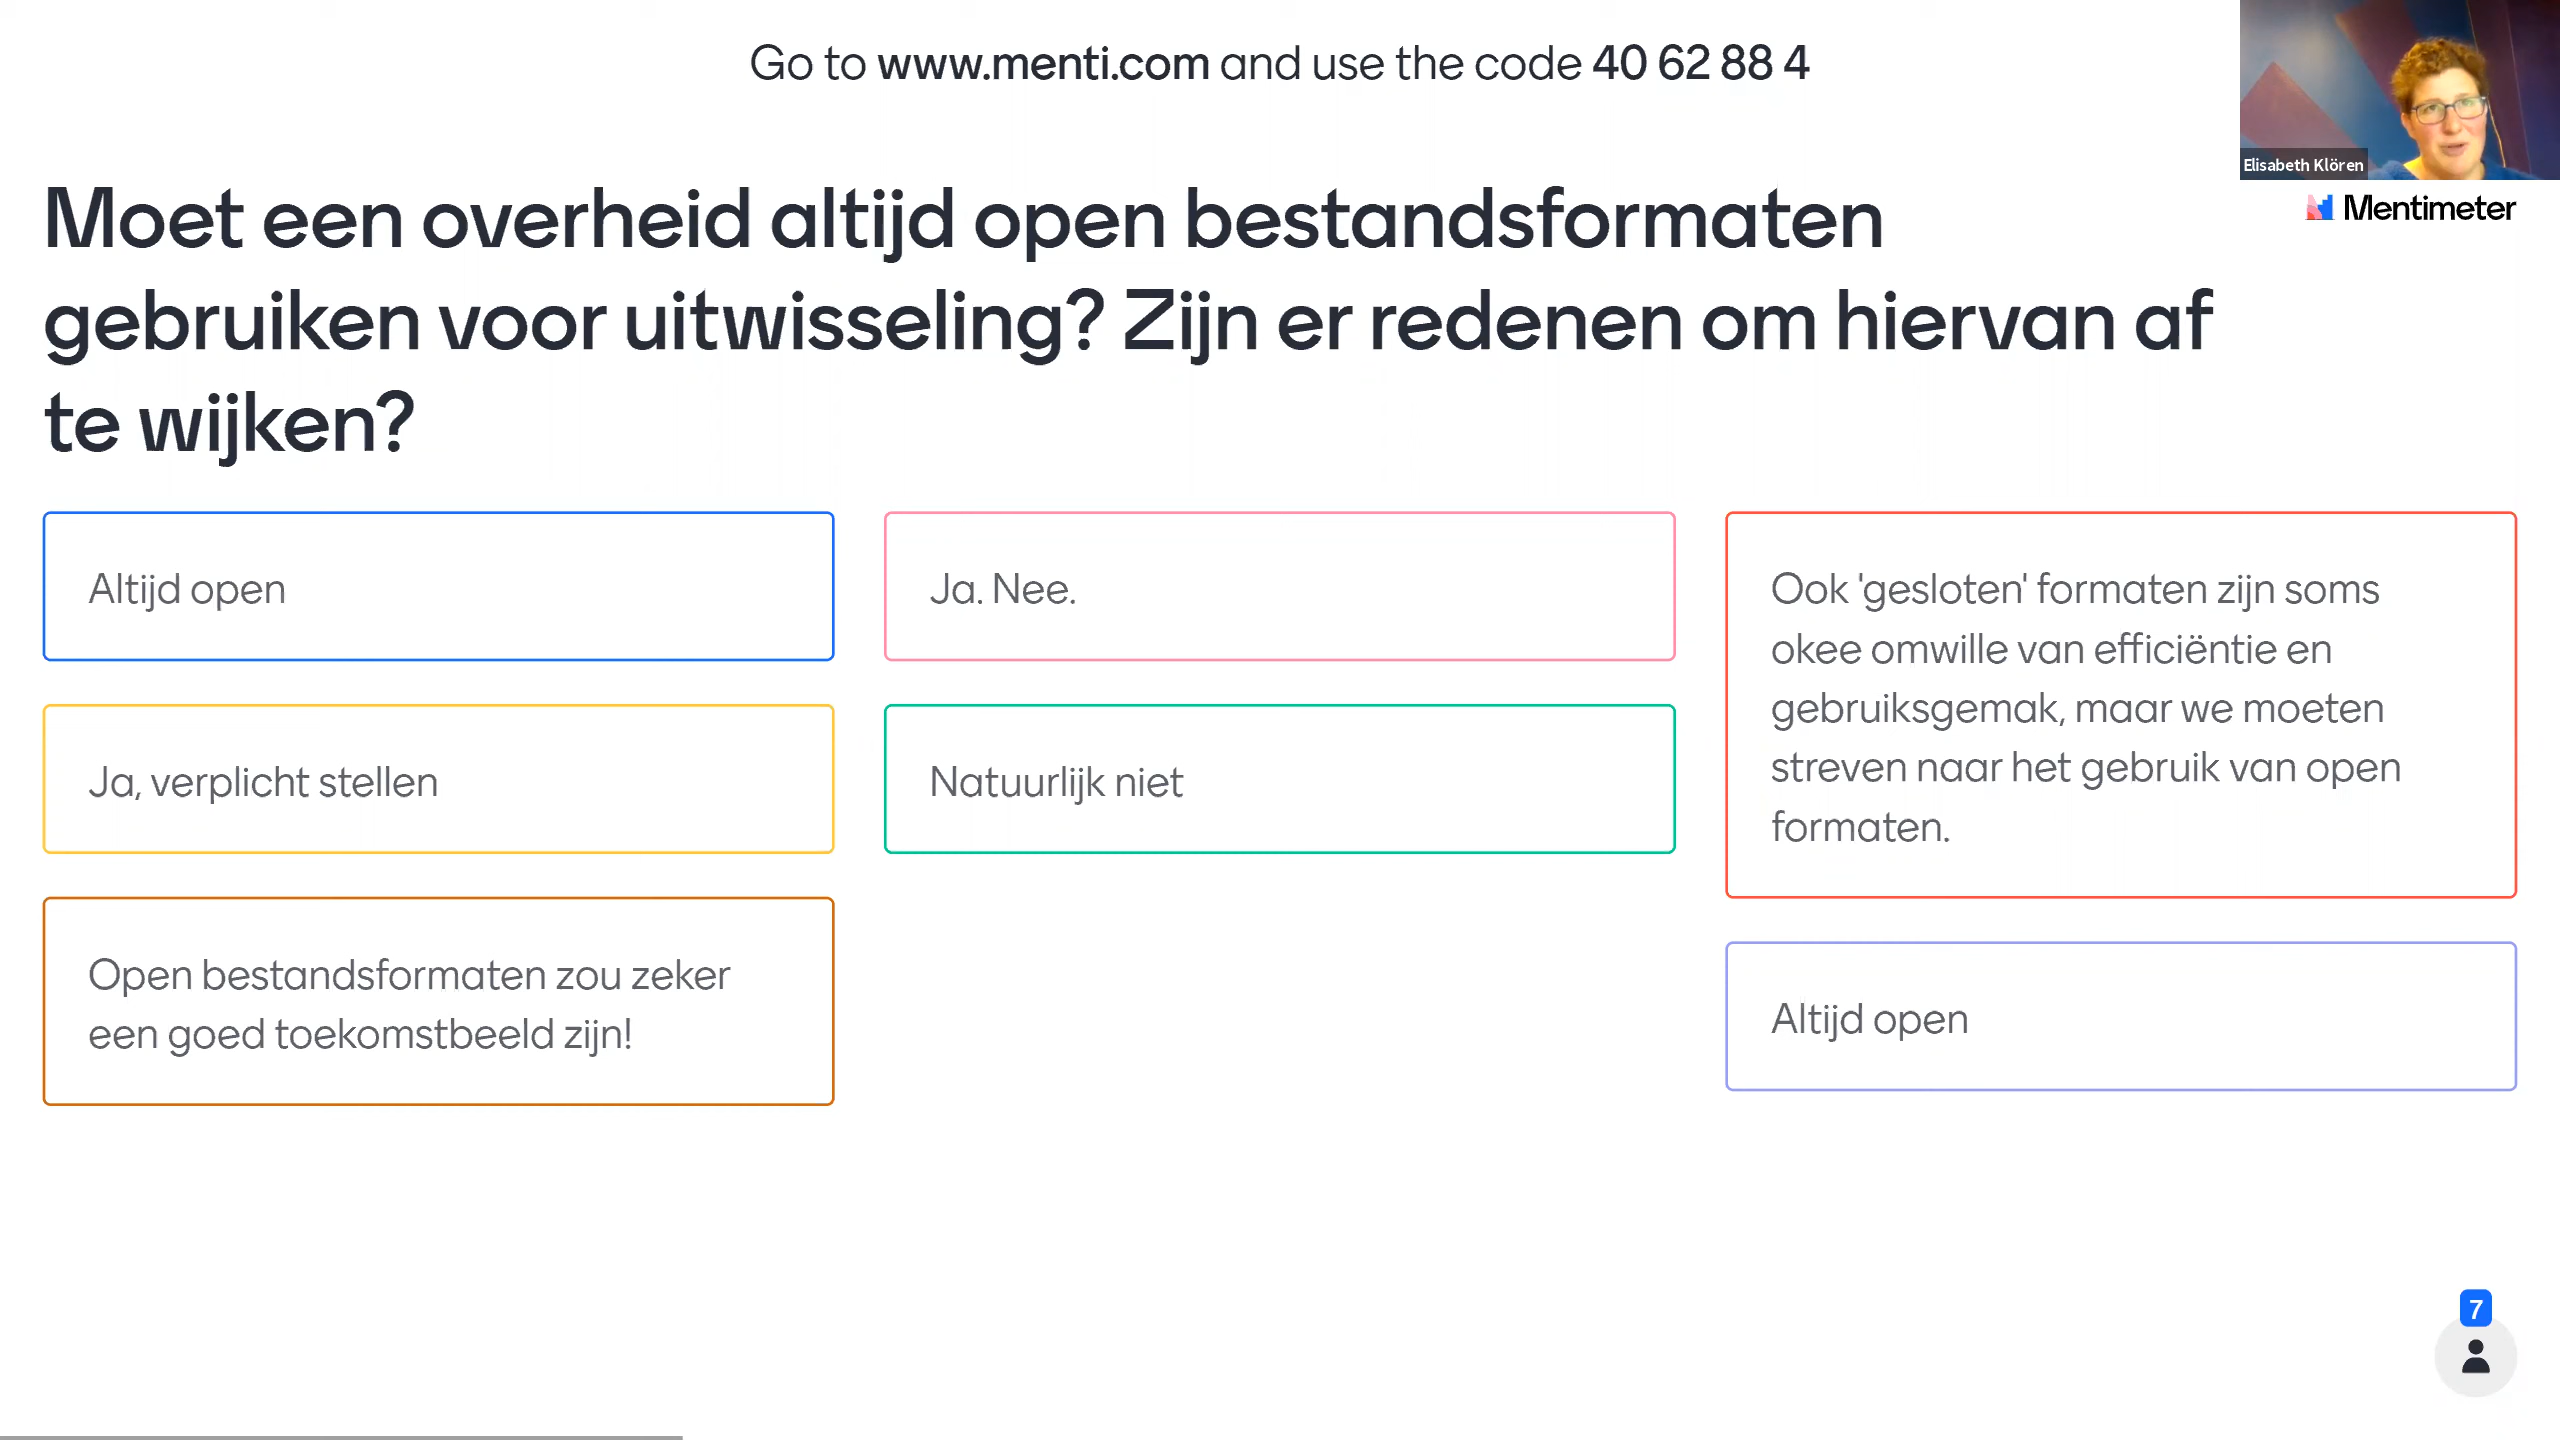 Go to www.menti.com and use the code 40 62 88 4
Elisabeth Klören
Mentimeter
Moet een overheid altijd open bestandsformaten
gebruiken voor uitwisseling? Zijn er redenen om hiervan af
te wijken?
Altijd open
Ja, verplicht stellen
Open bestandsformaten zou zeker
een goed toekomstbeeld zijn!
Ja. Nee.
Natuurlijk niet
Ook 'gesloten' formaten zijn soms
okee omwille van efficiëntie en
gebruiksgemak, maar we moeten
streven naar het gebruik van open
formaten.
Altijd open
7